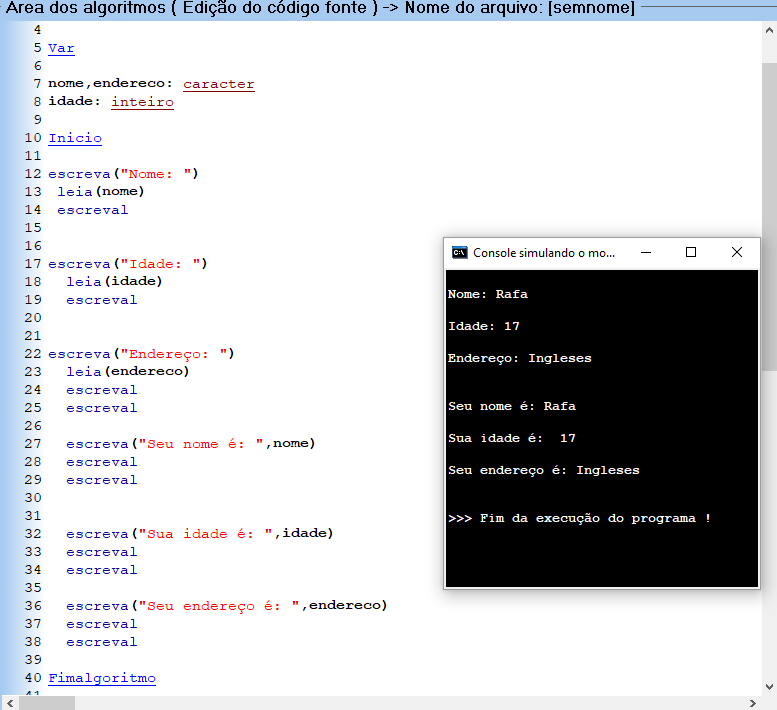 Area dos algoritmos ( Edição do código fonte ) -> Nome do arquivo: [semnome]
4
5 Var
6
7 nome,endereco: caracter
8 idade: inteiro
9
10 Inicio
11
12 escreva("Nome: ")
13 leia(nome)
14 escreval
15
16
17 escreva("Idade: ")
18 leia(idade)
19 escreval
20
21
22 escreva("Endereço: ")
23 leia(endereco)
24 escreval
25 escreval
26
27 escreva("Seu nome é: ",nome)
28 escreval
29 escreval
30
31
32 escreva("Sua idade é: ",idade)
33 escreval
34 escreval
35
36 escreva("Seu endereço é: ",endereco)
37 escreval
38 escreval
39
40 Fimalgoritmo
41
Console simulando o mo...
Nome: Rafa
Idade: 17
Endereço: Ingleses
Seu nome é: Rafa
Sua idade é:  17
Seu endereço é: Ingleses
>>> Fim da execução do programa !